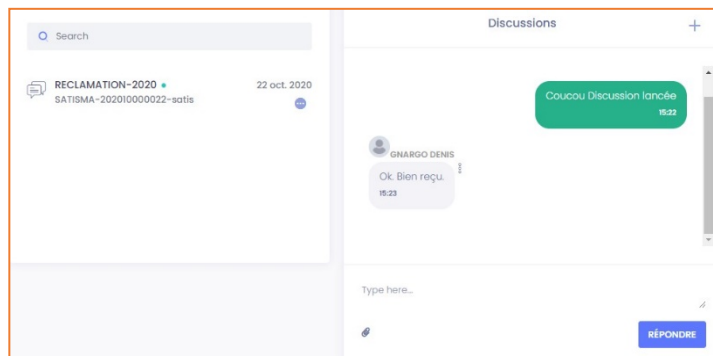 Search
RECLAMATION-2020
22 oct. 2020
SATISMA-202010000022-satis
Discussions
Coucou Discussion lancée
15:22
GNARGO DENIS
Ok. Bien reçu.
15:23
Type here...
RÉPONDRE